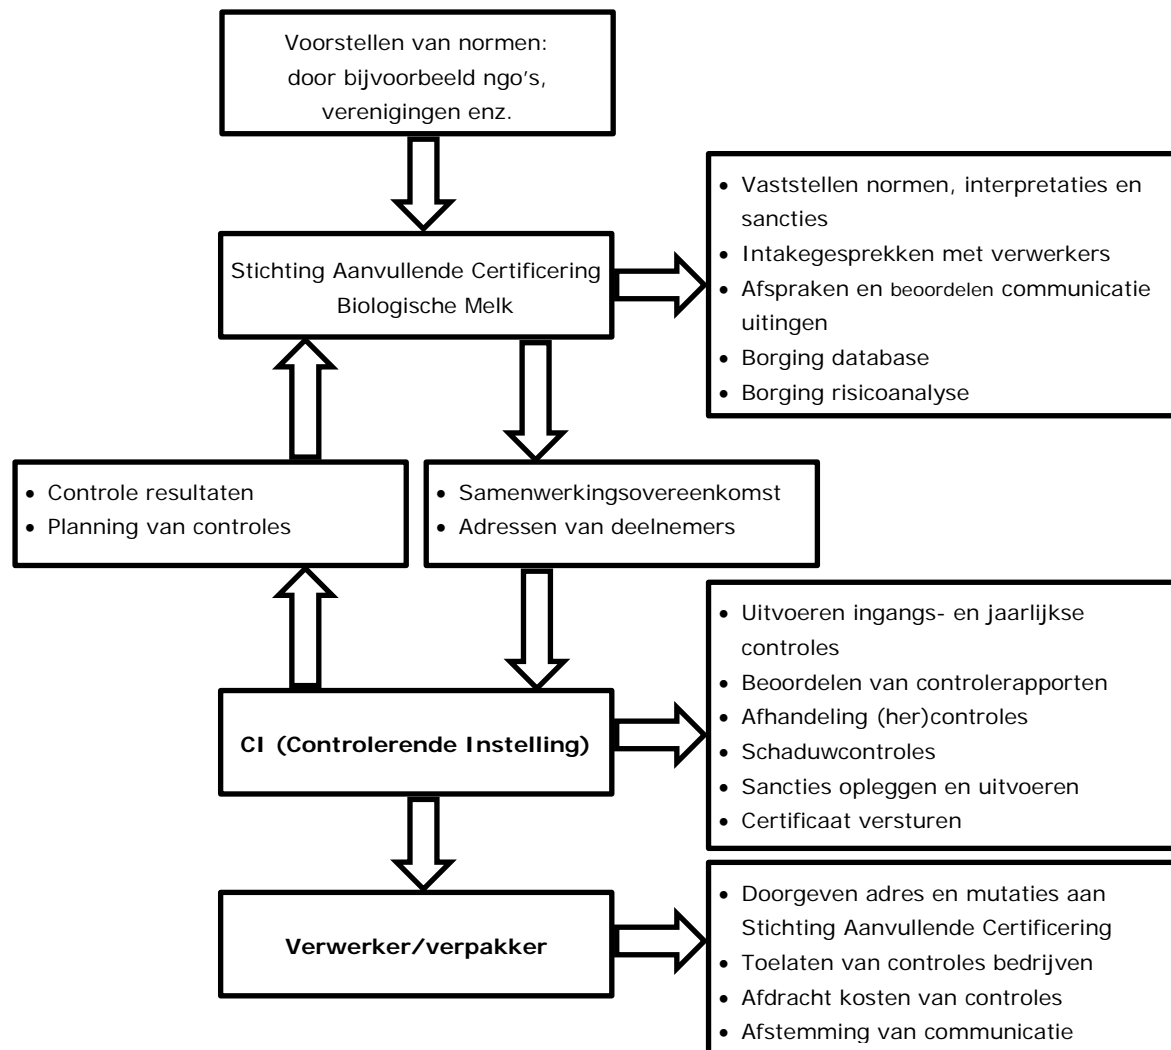 Voorstellen van normen:
door bijvoorbeeld ngo's,
verenigingen enz.
Stichting Aanvullende Certificering
Biologische Melk
• Vaststellen normen, interpretaties en
sancties
• Intakegesprekken met verwerkers
• Afspraken en beoordelen communicatie
uitingen
• Borging database
• Borging risicoanalyse
• Controle resultaten
• Planning van controles
• Samenwerkingsovereenkomst
• Adressen van deelnemers
CI (Controlerende Instelling)
• Uitvoeren ingangs- en jaarlijkse
controles
• Beoordelen van controlerapporten
• Afhandeling (her)controles
• Schaduwcontroles
• Sancties opleggen en uitvoeren
• Certificaat versturen
Verwerker/verpakker
• Doorgeven adres en mutaties aan
Stichting Aanvullende Certificering
• Toelaten van controles bedrijven
• Afdracht kosten van controles
• Afstemming van communicatie